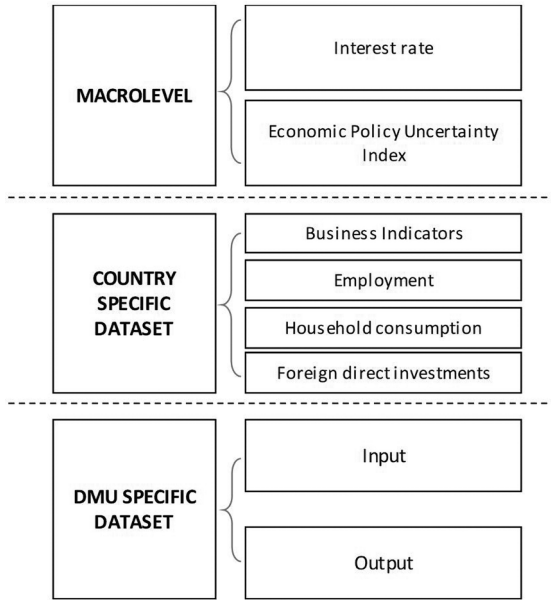 MACROLEVEL
Interest rate
Economic Policy Uncertainty
Index
COUNTRY
SPECIFIC
DATASET
Business Indicators
Employment
Household consumption
Foreign direct investments
DMU SPECIFIC
DATASET
Input
Output